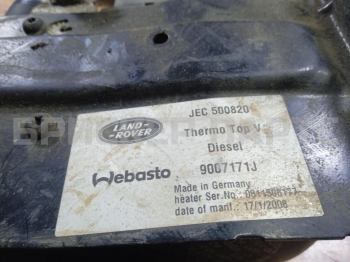 JEC 500820
LAND-
ROVER
Thermo Top V
Diesel
Webasto
9007171J
Made in Germany
heater Ser.No.:
date of manf.: 17/1/2008